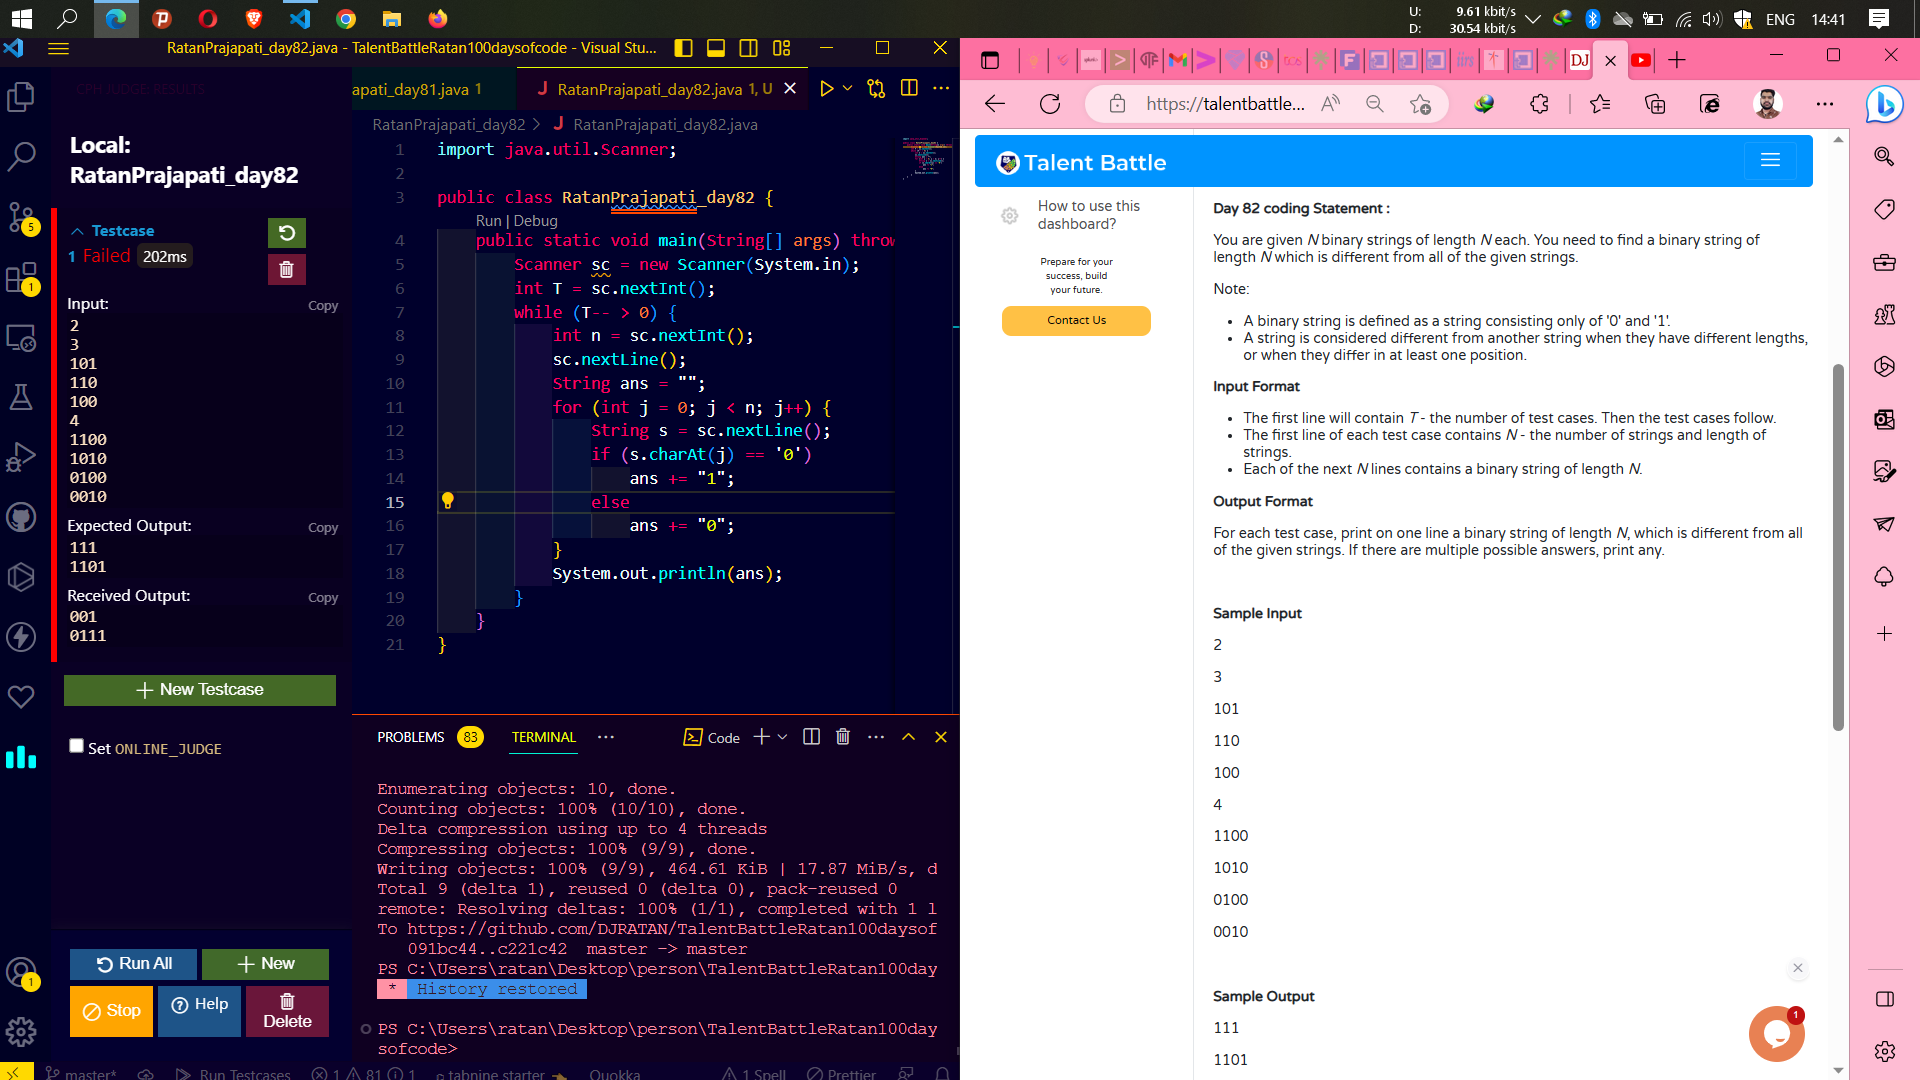 U: 9.61 kbit/s
D: 30.54 kbit/s
ENG 14:41
RatanPrajapati_day82.java - TalentBattleRatan100daysofcode - Visual Stu...
CPH JUDGE: RESULTS
Local:
RatanPrajapati_day82
Testcase
1 Failed 202ms
Input: Copy
2
3
101
110
100
4
1100
1010
0100
0010
Expected Output: Copy
111
1101
Received Output: Copy
001
0111
New Testcase
Set ONLINE_JUDGE
Run All
New
Stop
Help
Delete
5
1
1
apati_day81.java 1
J RatanPrajapati_day82.java 1, U
RatanPrajapati_day82 > J RatanPrajapati_day82.java
1 import java.util.Scanner;
2
3 public class RatanPrajapati_day82 {
Run | Debug
4 public static void main(String[] args) throw
5 Scanner sc = new Scanner(System.in);
6 int T = sc.nextInt();
7 while (T-- > 0) {
8 int n = sc.nextInt();
9 sc.nextLine();
10 String ans = "";
11 for (int j = 0; j < n; j++) {
12 String s = sc.nextLine();
13 if (s.charAt(j) == '0')
14 ans += "1";
15 else
16 ans += "0";
17 }
18 System.out.println(ans);
19 }
20 }
21 }
PROBLEMS 83 TERMINAL ... Code
Enumerating objects: 10, done.
Counting objects: 100% (10/10), done.
Delta compression using up to 4 threads
Compressing objects: 100% (9/9), done.
Writing objects: 100% (9/9), 464.61 KiB | 17.87 MiB/s, d
Total 9 (delta 1), reused 0 (delta 0), pack-reused 0
remote: Resolving deltas: 100% (1/1), completed with 1 l
To https://github.com/DJRATAN/TalentBattleRatan100daysof
091bc44..c221c42 master -> master
PS C:\Users\ratan\Desktop\person\TalentBattleRatan100day
* History restored
PS C:\Users\ratan\Desktop\person\TalentBattleRatan100day
sofcode>
master* Run Testcases 1 81 1 tabnine starter Quokka 1 Spell Prettier
DJ
https://talentbattle...
Talent Battle
How to use this
dashboard?
Prepare for your
success, build
your future.
Contact Us
Day 82 coding Statement :
You are given N binary strings of length N each. You need to find a binary string of
length N which is different from all of the given strings.
Note:
• A binary string is defined as a string consisting only of '0' and '1'.
• A string is considered different from another string when they have different lengths,
or when they differ in at least one position.
Input Format
• The first line will contain T - the number of test cases. Then the test cases follow.
• The first line of each test case contains N - the number of strings and length of
strings.
• Each of the next N lines contains a binary string of length N.
Output Format
For each test case, print on one line a binary string of length N, which is different from all
of the given strings. If there are multiple possible answers, print any.
Sample Input
2
3
101
110
100
4
1100
1010
0100
0010
Sample Output
111
1101
1